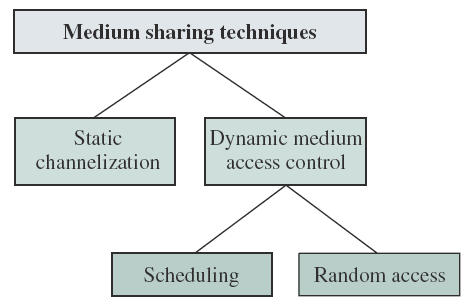 Medium sharing techniques
Static
channelization
Dynamic medium
access control
Scheduling
Random access